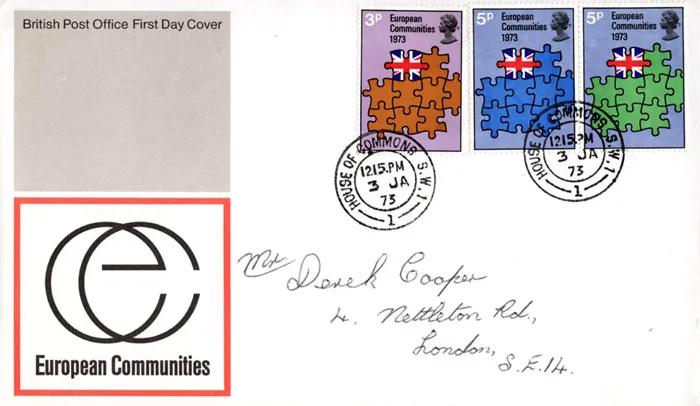 British Post Office First Day Cover
3P
European
Communities
1973
5P
European
Communities
1973
5P
European
Communities
1973
HOUSE OF COMMONS S.W.1
12.15.PM
3 JA
73
1
HOUSE OF COMMONS S.W.1
12.15.PM
3 JA
73
1
Mr Derek Cooper
4. Nettleton Rd.,
London,
S.E.14.
ec
European Communities